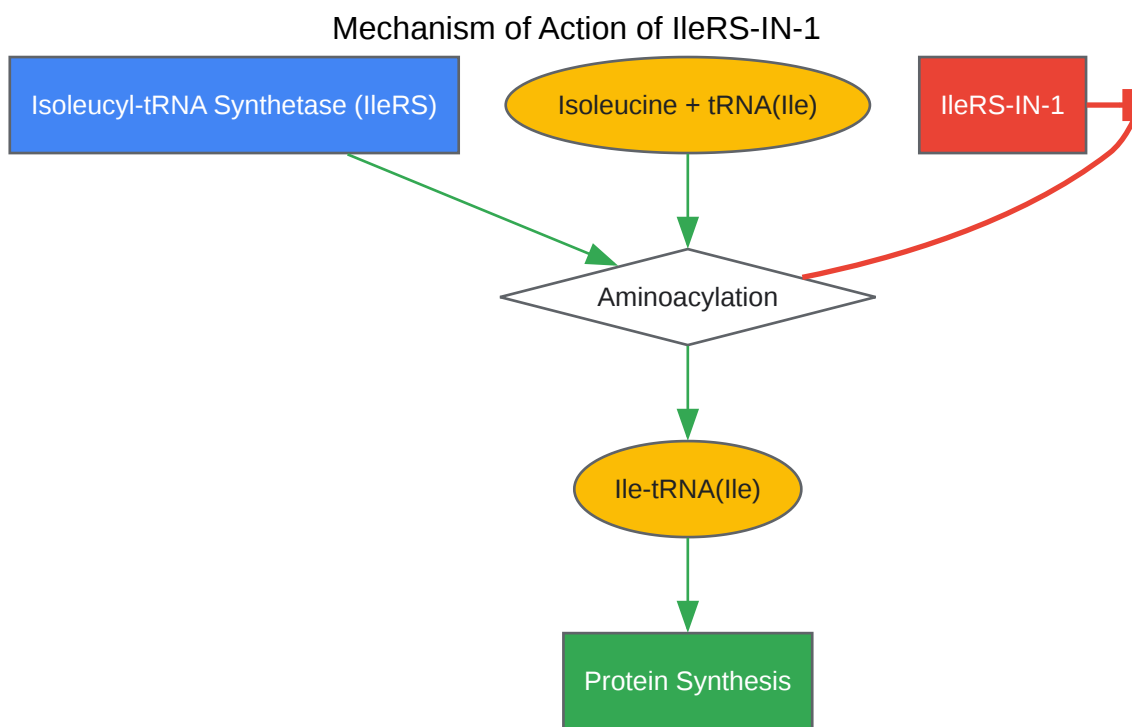 Mechanism of Action of IleRS-IN-1
Isoleucyl-tRNA Synthetase (IleRS)
Isoleucine + tRNA(Ile)
IleRS-IN-1
Aminoacylation
Ile-tRNA(Ile)
Protein Synthesis